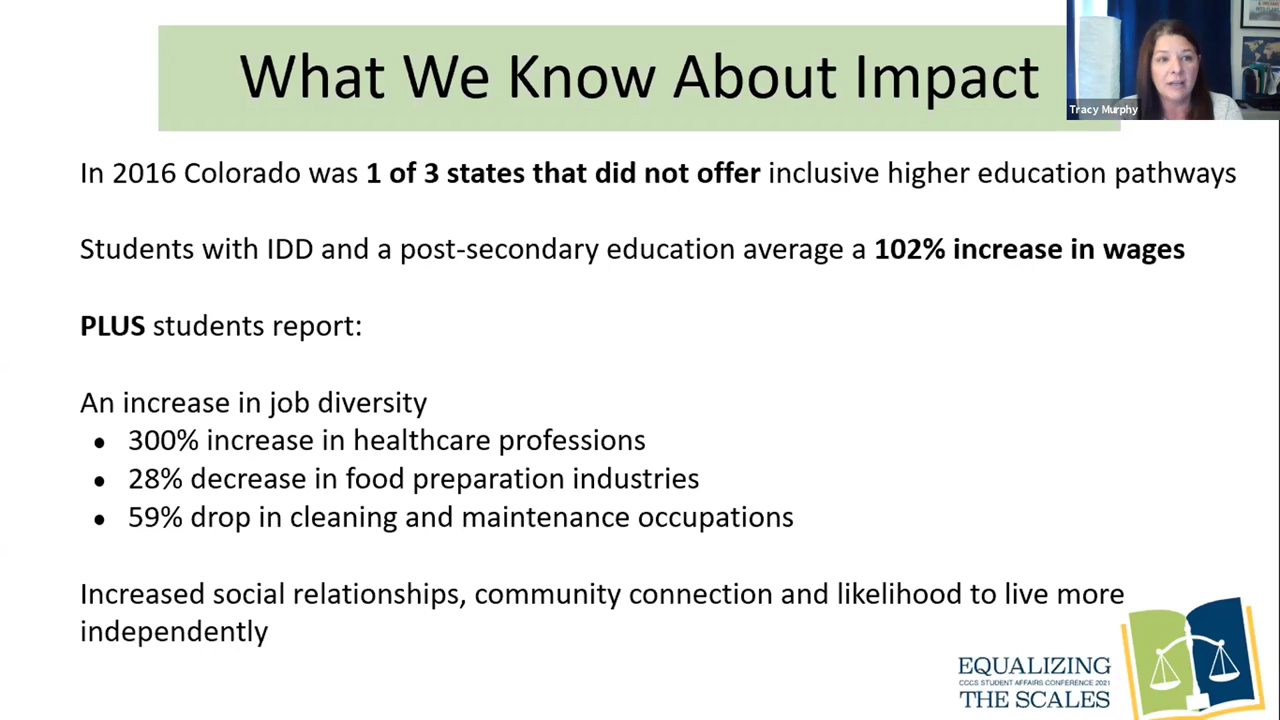 What We Know About Impact
Tracy Murphy
In 2016 Colorado was 1 of 3 states that did not offer inclusive higher education pathways
Students with IDD and a post-secondary education average a 102% increase in wages
PLUS students report:
An increase in job diversity
• 300% increase in healthcare professions
• 28% decrease in food preparation industries
• 59% drop in cleaning and maintenance occupations
Increased social relationships, community connection and likelihood to live more
independently
EQUALIZING
CCCS STUDENT AFFAIRS CONFERENCE 2021
THE SCALES